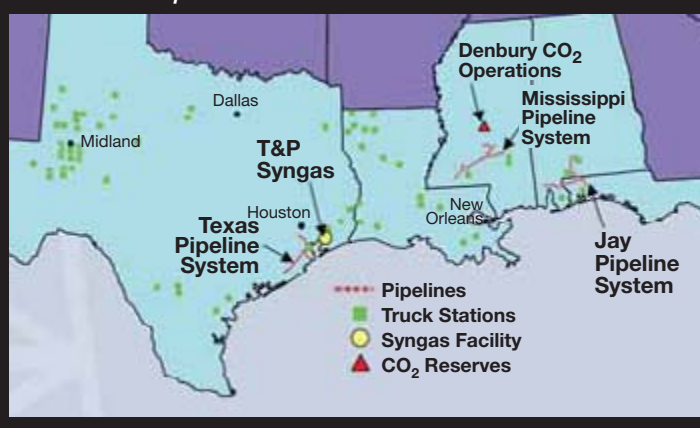 Denbury CO₂
Operations
Mississippi
Pipeline
System
Dallas
Midland
T&P
Syngas
Houston
New
Orleans
Texas
Pipeline
System
Jay
Pipeline
System
Pipelines
Truck Stations
Syngas Facility
CO₂ Reserves